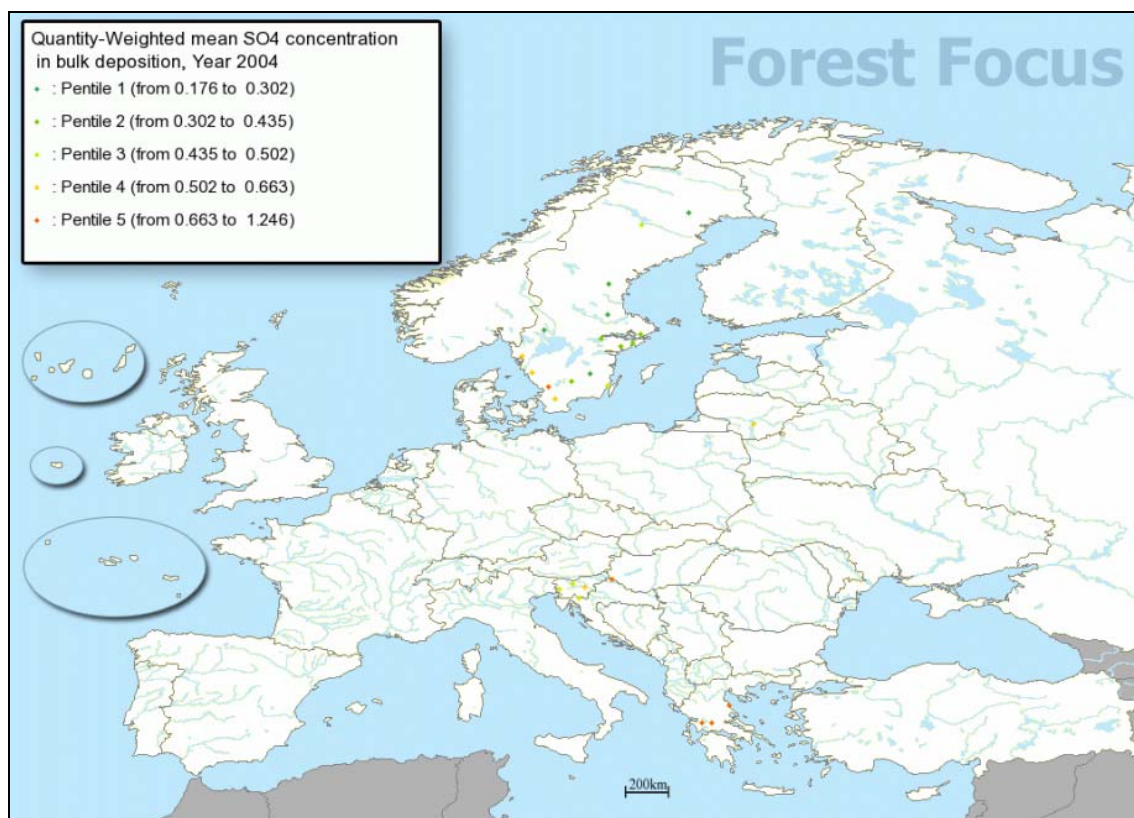 Quantity-Weighted mean SO4 concentration
in bulk deposition, Year 2004
: Pentile 1 (from 0.176 to 0.302)
: Pentile 2 (from 0.302 to 0.435)
: Pentile 3 (from 0.435 to 0.502)
: Pentile 4 (from 0.502 to 0.663)
: Pentile 5 (from 0.663 to 1.246)
Forest Focus
200km